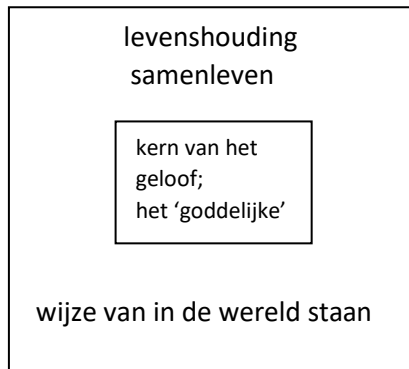 levenshouding
samenleven
kern van het
geloof;
het ‘goddelijke’
wijze van in de wereld staan